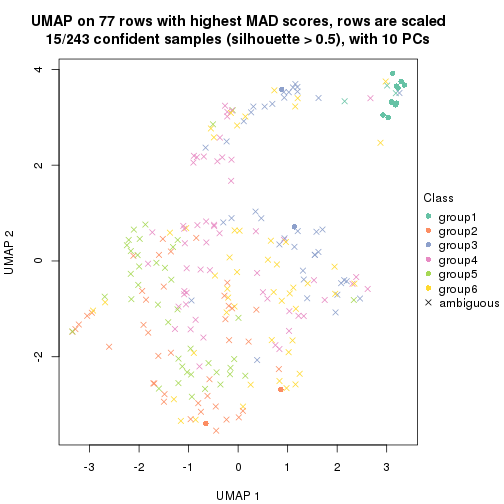 UMAP on 77 rows with highest MAD scores, rows are scaled
15/243 confident samples (silhouette > 0.5), with 10 PCs
4
2
0
-2
UMAP 2
-3
-2
-1
0
1
2
3
UMAP 1
Class
group1
group2
group3
group4
group5
group6
ambiguous